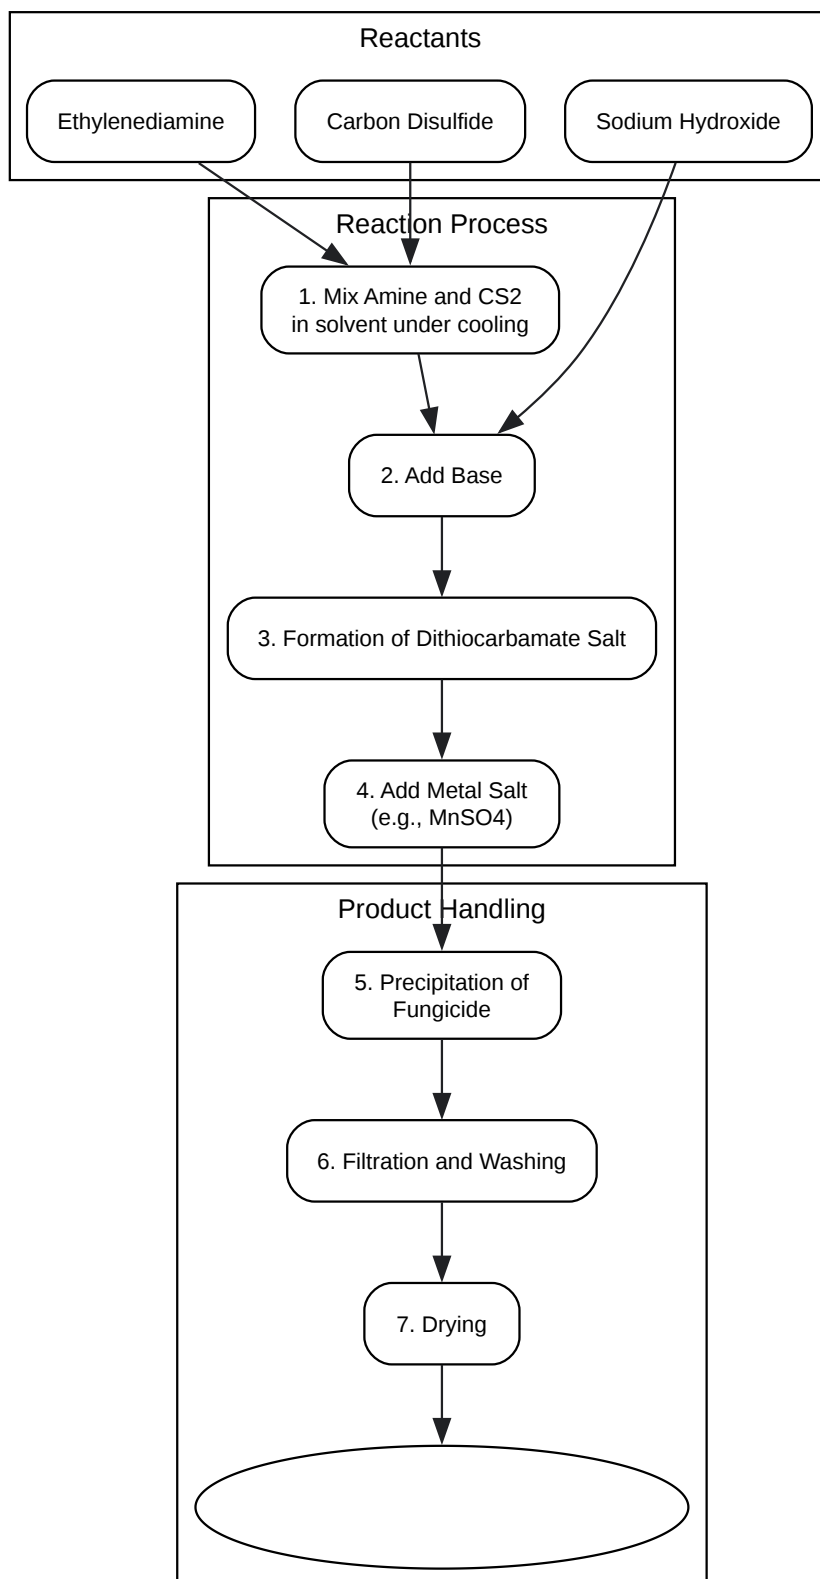 Reactants
Ethylenediamine
Carbon Disulfide
Sodium Hydroxide
Reaction Process
1. Mix Amine and CS2
in solvent under cooling
2. Add Base
3. Formation of Dithiocarbamate Salt
4. Add Metal Salt
(e.g., MnSO4)
Product Handling
5. Precipitation of
Fungicide
6. Filtration and Washing
7. Drying